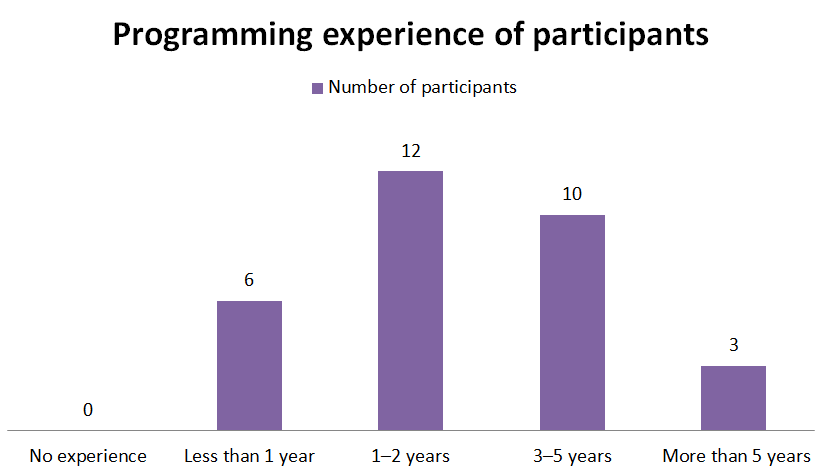 Programming experience of participants
Number of participants
12
10
6
3
0
No experience Less than 1 year 1–2 years 3–5 years More than 5 years